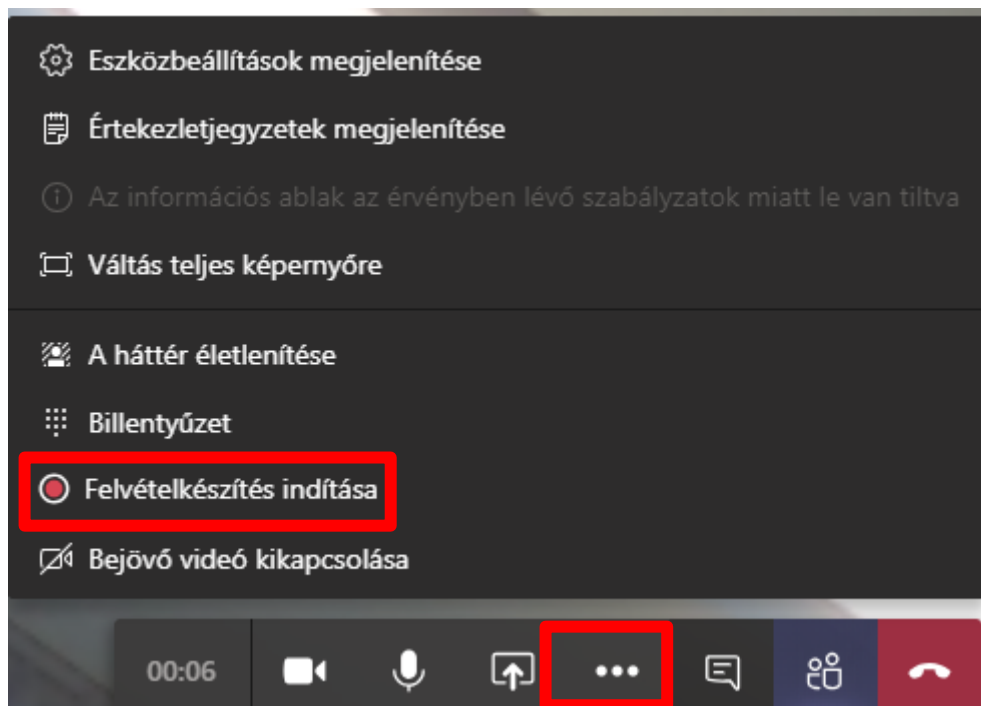 Eszközbeállítások megjelenítése
Értekezletjegyzetek megjelenítése
Az információs ablak az érvényben lévő szabályzatok miatt le van tiltva
Váltás teljes képernyőre
A háttér életlenítése
Billentyűzet
Felvételkészítés indítása
Bejövő videó kikapcsolása
00:06